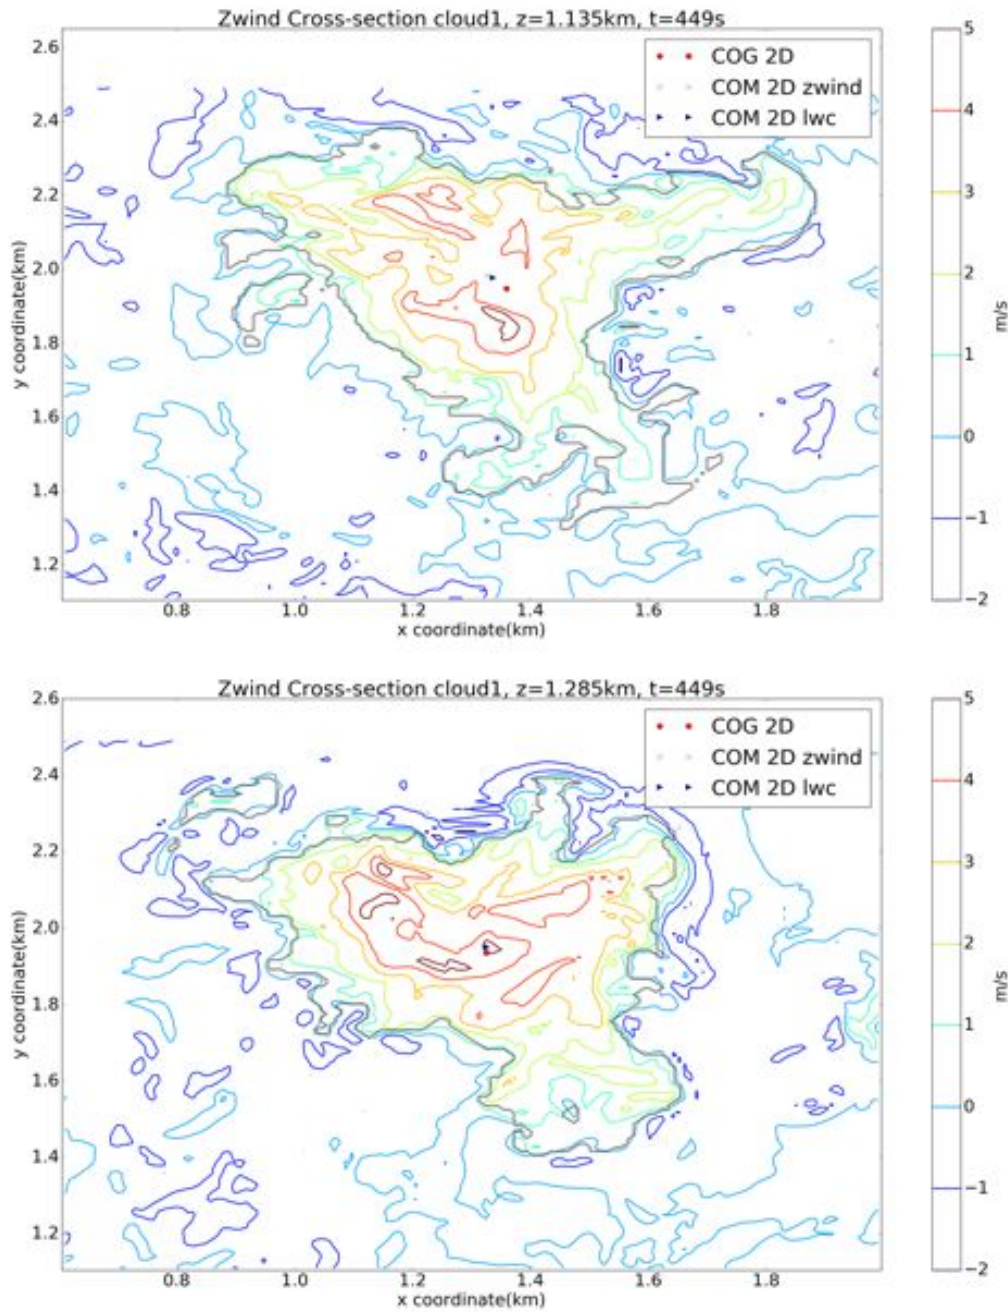 Zwind Cross-section cloud1, z=1.135km, t=449s
COG 2D
COM 2D zwind
COM 2D lwc
2.6
2.4
2.2
2.0
1.8
1.6
1.4
1.2
y coordinate(km)
0.8 1.0 1.2 1.4 1.6 1.8
x coordinate(km)
5
4
3
2
1
0
−1
−2
m/s
Zwind Cross-section cloud1, z=1.285km, t=449s
COG 2D
COM 2D zwind
COM 2D lwc
2.6
2.4
2.2
2.0
1.8
1.6
1.4
1.2
y coordinate(km)
0.8 1.0 1.2 1.4 1.6 1.8
x coordinate(km)
5
4
3
2
1
0
−1
−2
m/s